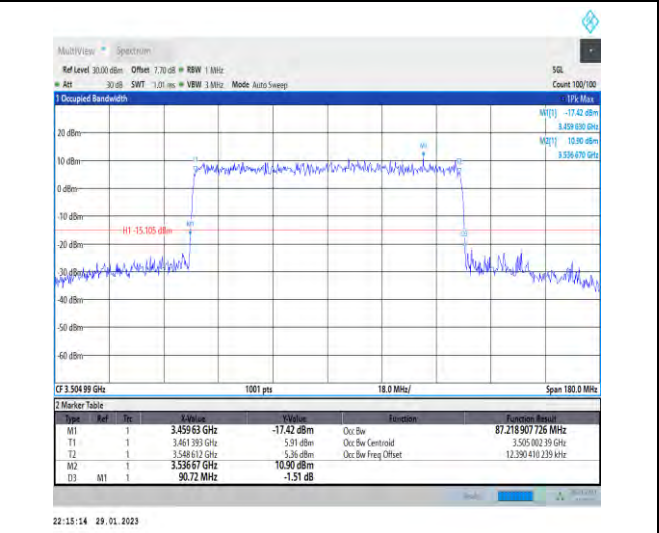 MultiView Spectrum
Ref Level 30.00 dBm Offset 7.70 dB RBW 1 MHz SGL
Att 30 dB SWT 1.01 ms VBW 3 MHz Mode Auto Sweep Count 100/100
1 Occupied Bandwidth 1Pk Max
M1[1] -17.42 dBm
3.459 630 GHz
M2[1] 10.90 dBm
3.536 670 GHz
20 dBm
M2
10 dBm
T1
T2
0 dBm
-10 dBm
M1
H1 -15.105 dBm
D3
-20 dBm
-30 dBm
-40 dBm
-50 dBm
-60 dBm
CF 3.504 99 GHz 1001 pts 18.0 MHz/ Span 180.0 MHz
2 Marker Table
Type Ref Trc X-Value Y-Value Function Function Result
M1 1 3.459 63 GHz -17.42 dBm Occ Bw 87.218 907 726 MHz
T1 1 3.461 393 GHz 5.91 dBm Occ Bw Centroid 3.505 002 39 GHz
T2 1 3.548 612 GHz 5.36 dBm Occ Bw Freq Offset 12.390 410 239 kHz
M2 1 3.536 67 GHz 10.90 dBm
D3 M1 1 90.72 MHz -1.51 dB
22:15:14 29.01.2023